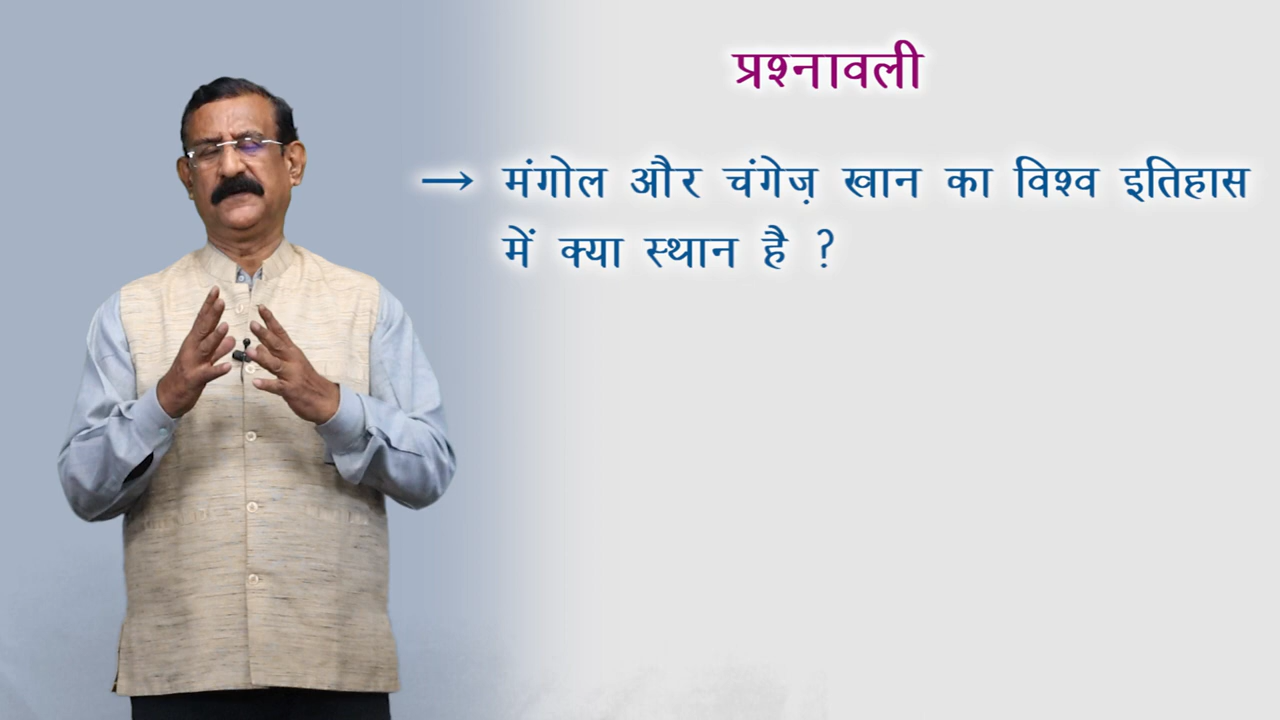 प्रश्नावली
→ मंगोल और चंगेज़ खान का विश्व इतिहास
में क्या स्थान है ?